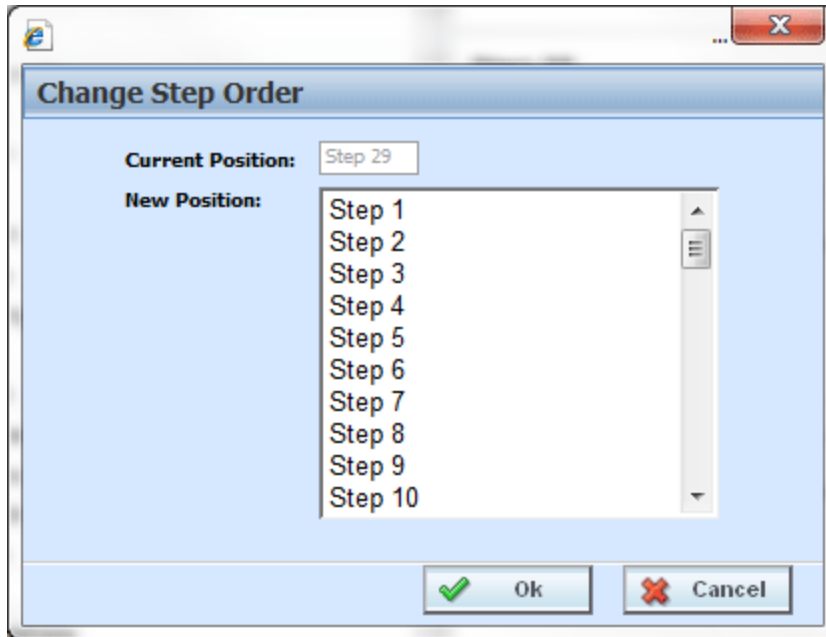 ...
Change Step Order
Current Position: Step 29
New Position:
Step 1
Step 2
Step 3
Step 4
Step 5
Step 6
Step 7
Step 8
Step 9
Step 10
Ok Cancel